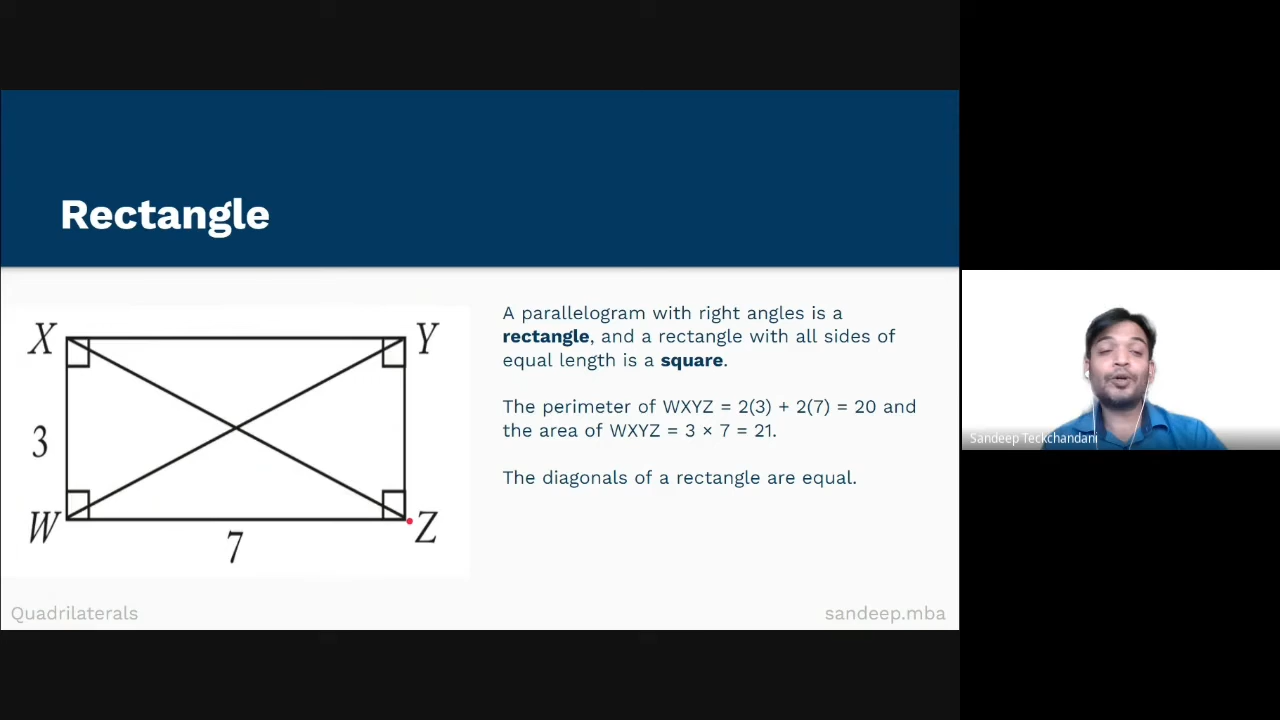 Rectangle
X
Y
3
W
7
Z
A parallelogram with right angles is a
rectangle, and a rectangle with all sides of
equal length is a square.
The perimeter of WXYZ = 2(3) + 2(7) = 20 and
the area of WXYZ = 3 × 7 = 21.
The diagonals of a rectangle are equal.
Quadrilaterals
sandeep.mba
Sandeep Teckchandani